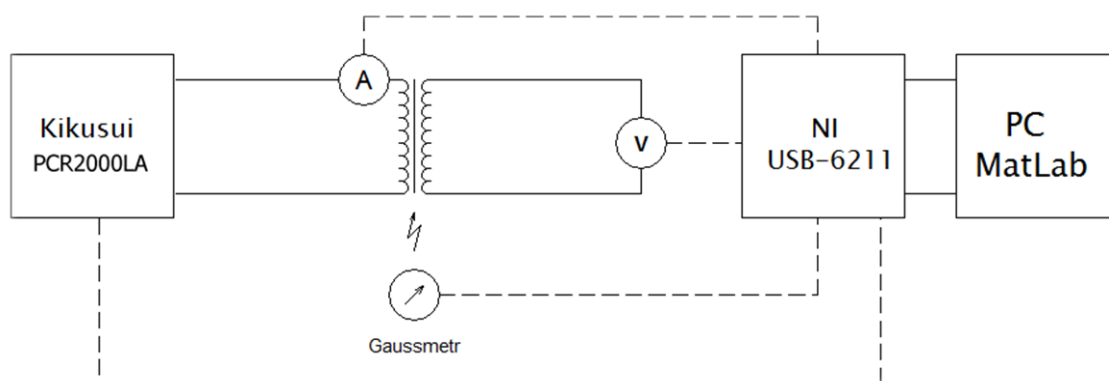 Kikusui
PCR2000LA
A
V
NI
USB-6211
PC
MatLab
Gaussmetr